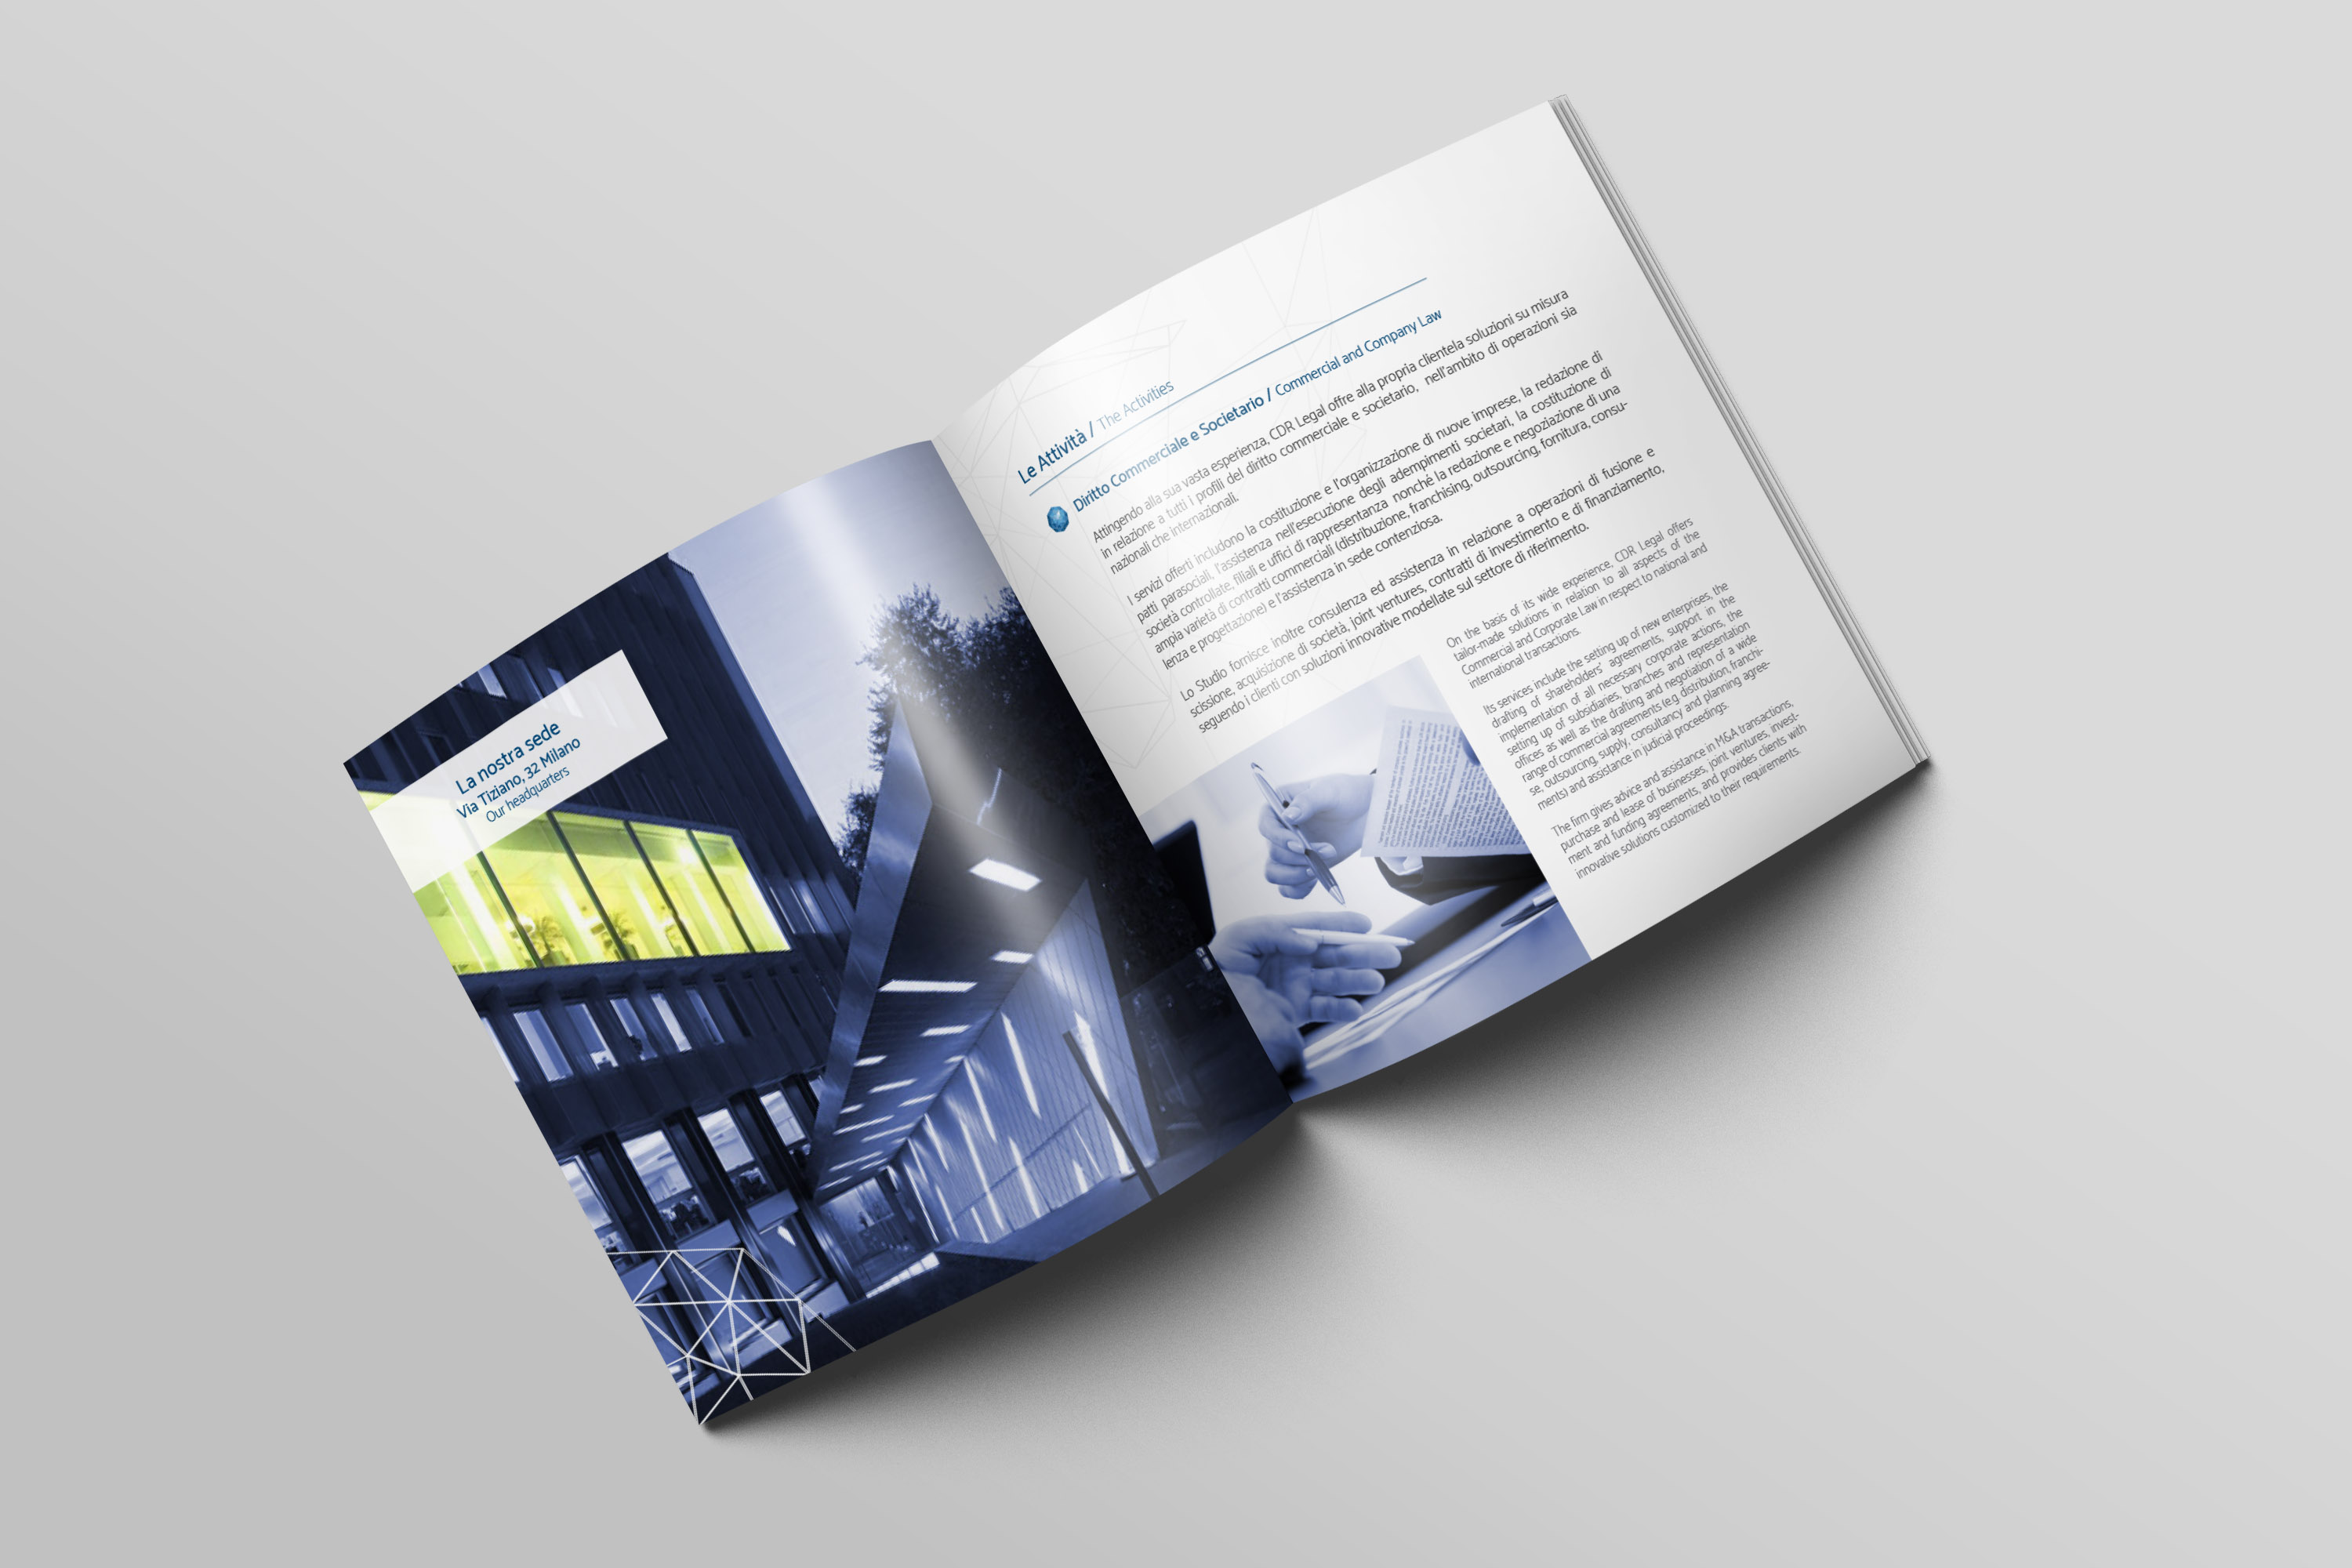 La nostra sede
Via Tiziano, 32 Milano
Our headquarters
Le Attività / The Activities
Diritto Commerciale e Societario / Commercial and Company Law
Attingendo alla sua vasta esperienza, CDR Legal offre alla propria clientela soluzioni su misura
in relazione a tutti i profili del diritto commerciale e societario, nell'ambito di operazioni sia
nazionali che internazionali.
I servizi offerti includono la costituzione e l'organizzazione di nuove imprese, la redazione di
patti parasociali, l'assistenza nell'esecuzione degli adempimenti societari, la costituzione di
società controllate, filiali e uffici di rappresentanza nonché la redazione e negoziazione di una
ampia varietà di contratti commerciali (distribuzione, franchising, outsourcing, fornitura, consu-
lenza e progettazione) e l'assistenza in sede contenziosa.
Lo Studio fornisce inoltre consulenza ed assistenza in relazione a operazioni di fusione e
scissione, acquisizione di società, joint ventures, contratti di investimento e di finanziamento,
seguendo i clienti con soluzioni innovative modellate sul settore di riferimento.
On the basis of its wide experience, CDR Legal offers
tailor-made solutions in relation to all aspects of the
Commercial and Corporate Law in respect to national and
international transactions.
Its services include the setting up of new enterprises, the
drafting of shareholders' agreements, support in the
implementation of all necessary corporate actions, the
setting up of subsidiaries, branches and representation
offices as well as the drafting and negotiation of a wide
range of commercial agreements (e.g. distribution, franchi-
se, outsourcing, supply, consultancy and planning agree-
ments) and assistance in judicial proceedings.
The firm gives advice and assistance in M&A transactions,
purchase and lease of businesses, joint ventures, invest-
ment and funding agreements, and provides clients with
innovative solutions customized to their requirements.